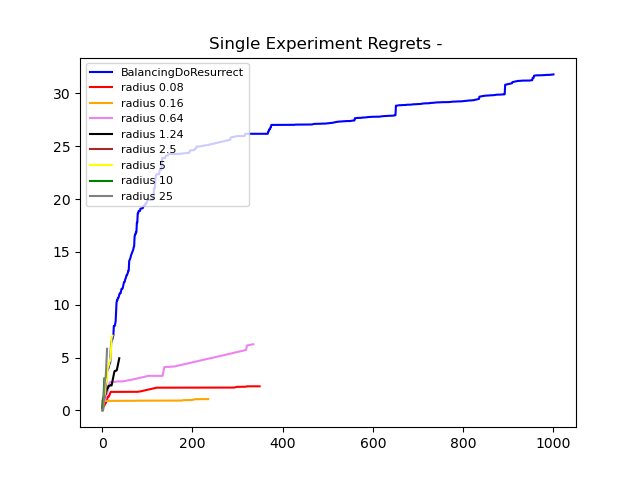 Single Experiment Regrets -
BalancingDoResurrect
radius 0.08
radius 0.16
radius 0.64
radius 1.24
radius 2.5
radius 5
radius 10
radius 25
30
25
20
15
10
5
0
0 200 400 600 800 1000